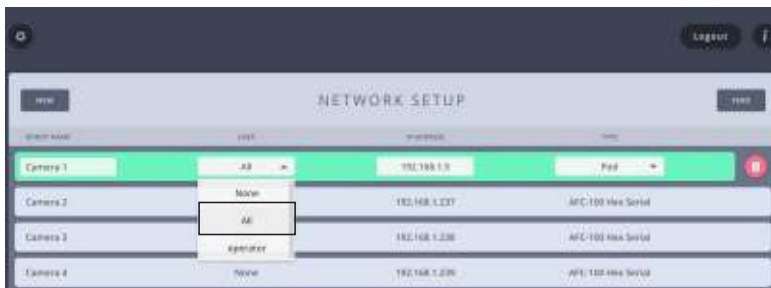 Logout i
NETWORK SETUP
USER TYPE
Camera 1 All 192.168.1.5 Pod
None
Camera 2 192.168.1.237 AFC-100 Hex Serial
All
Camera 3 192.168.1.238 AFC-100 Hex Serial
operator
Camera 4 None 192.168.1.239 AFC-100 Hex Serial